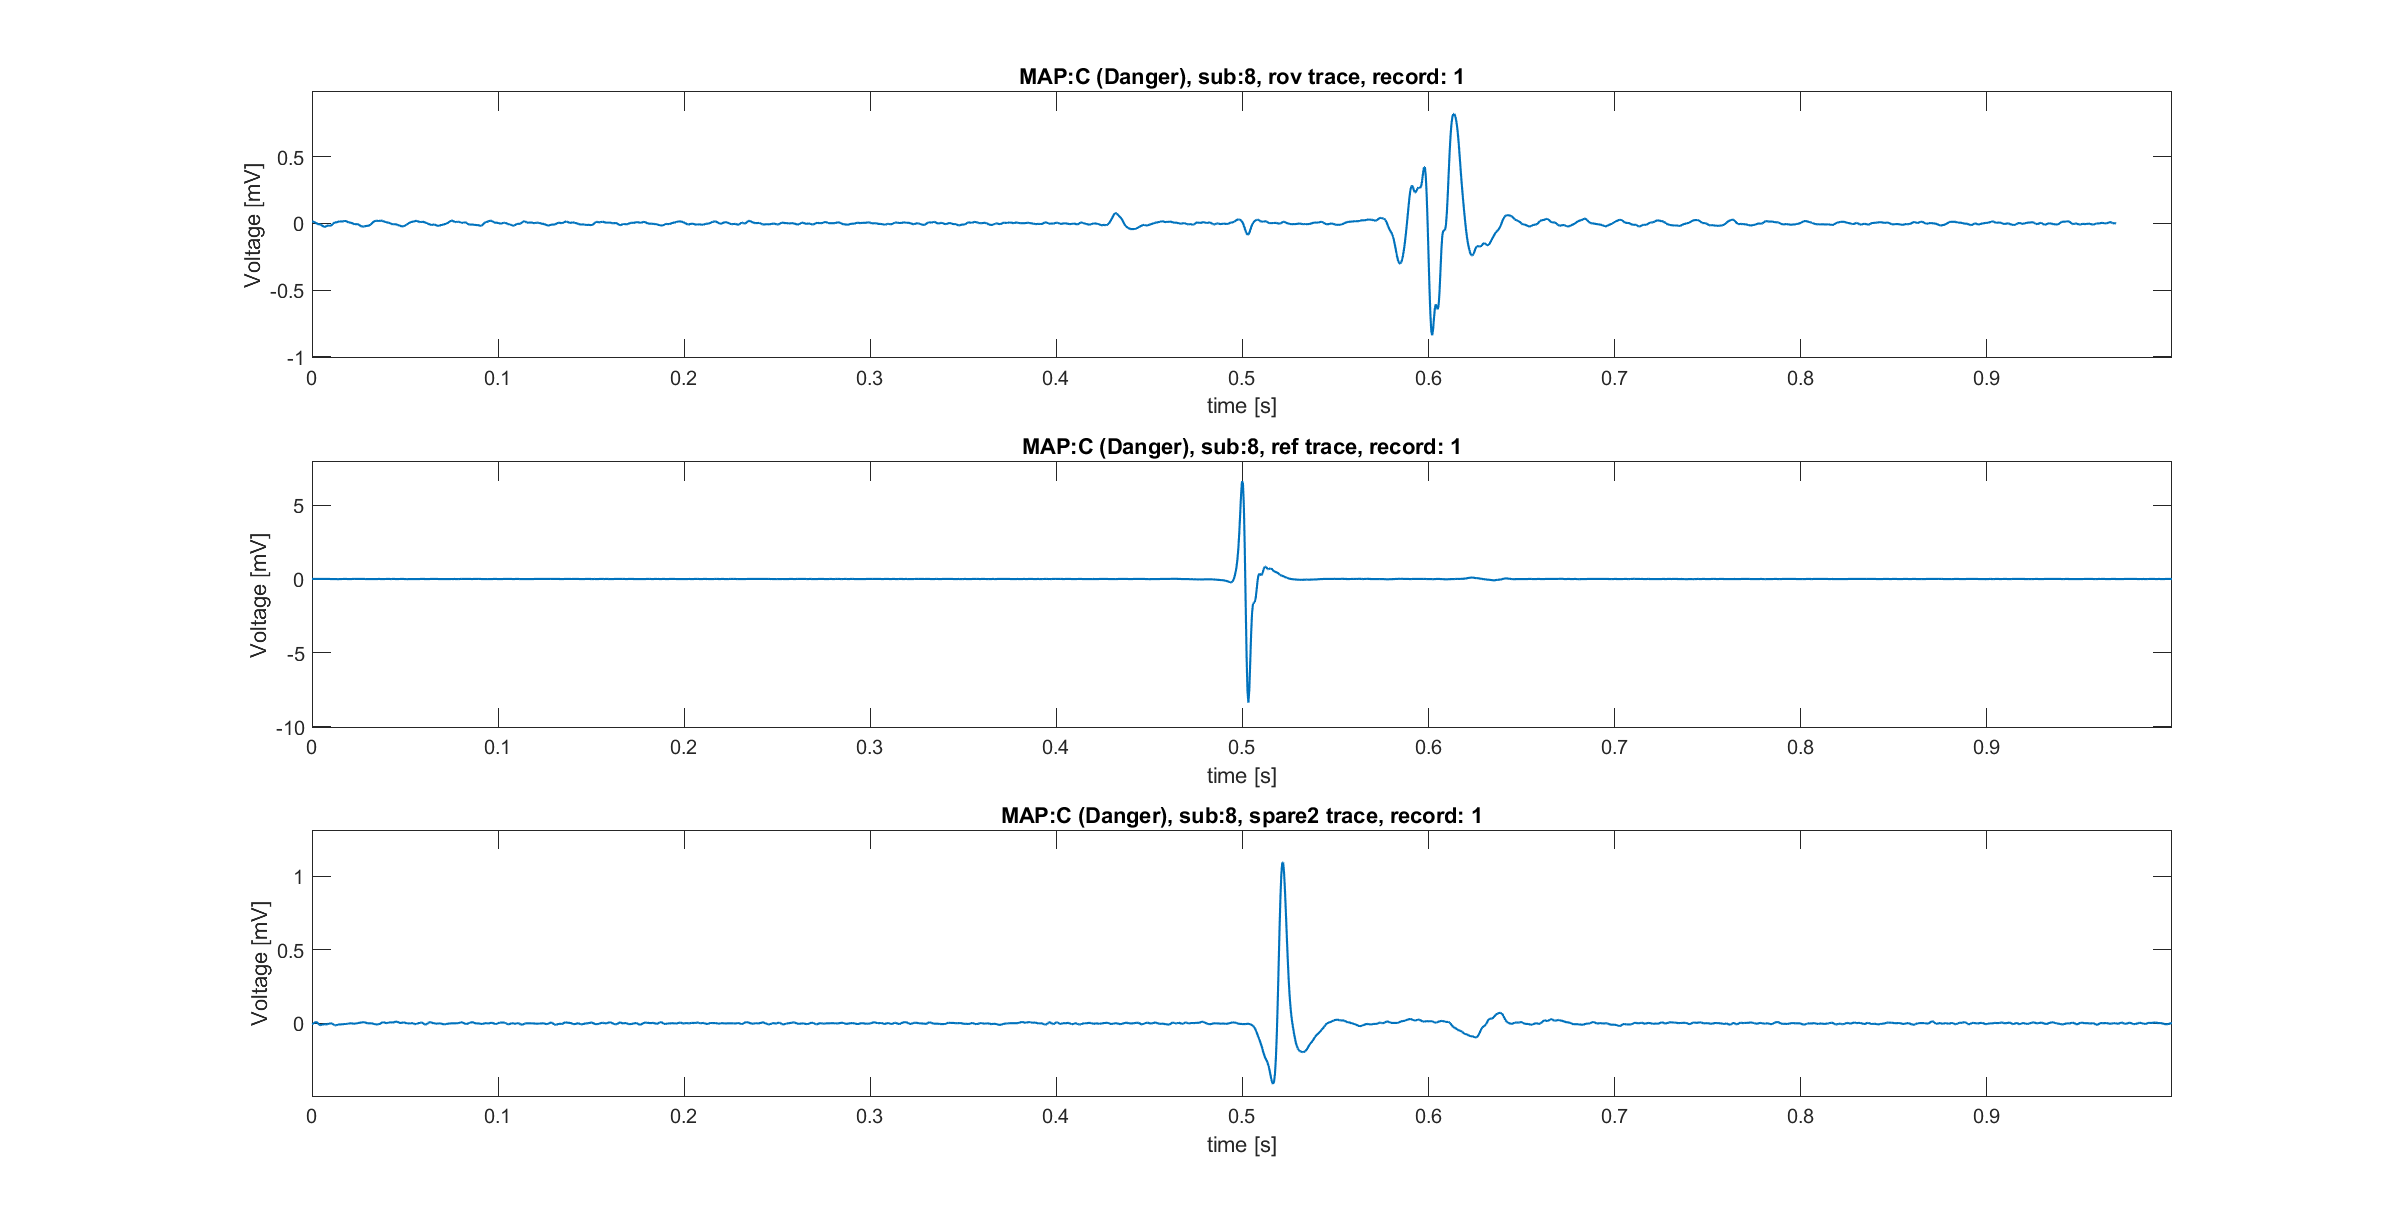 MAP:C (Danger), sub:8, rov trace, record: 1
Voltage [mV]
0.5
0
-0.5
-1
0 0.1 0.2 0.3 0.4 0.5 0.6 0.7 0.8 0.9
time [s]
MAP:C (Danger), sub:8, ref trace, record: 1
Voltage [mV]
5
0
-5
-10
0 0.1 0.2 0.3 0.4 0.5 0.6 0.7 0.8 0.9
time [s]
MAP:C (Danger), sub:8, spare2 trace, record: 1
Voltage [mV]
1
0.5
0
0 0.1 0.2 0.3 0.4 0.5 0.6 0.7 0.8 0.9
time [s]